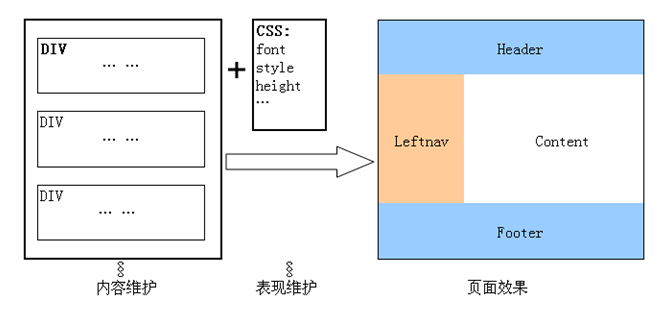 DIV
… …
DIV
… …
DIV
… …
+
CSS:
font
style
height
…
Header
Leftnav
Content
Footer
内容维护
表现维护
页面效果